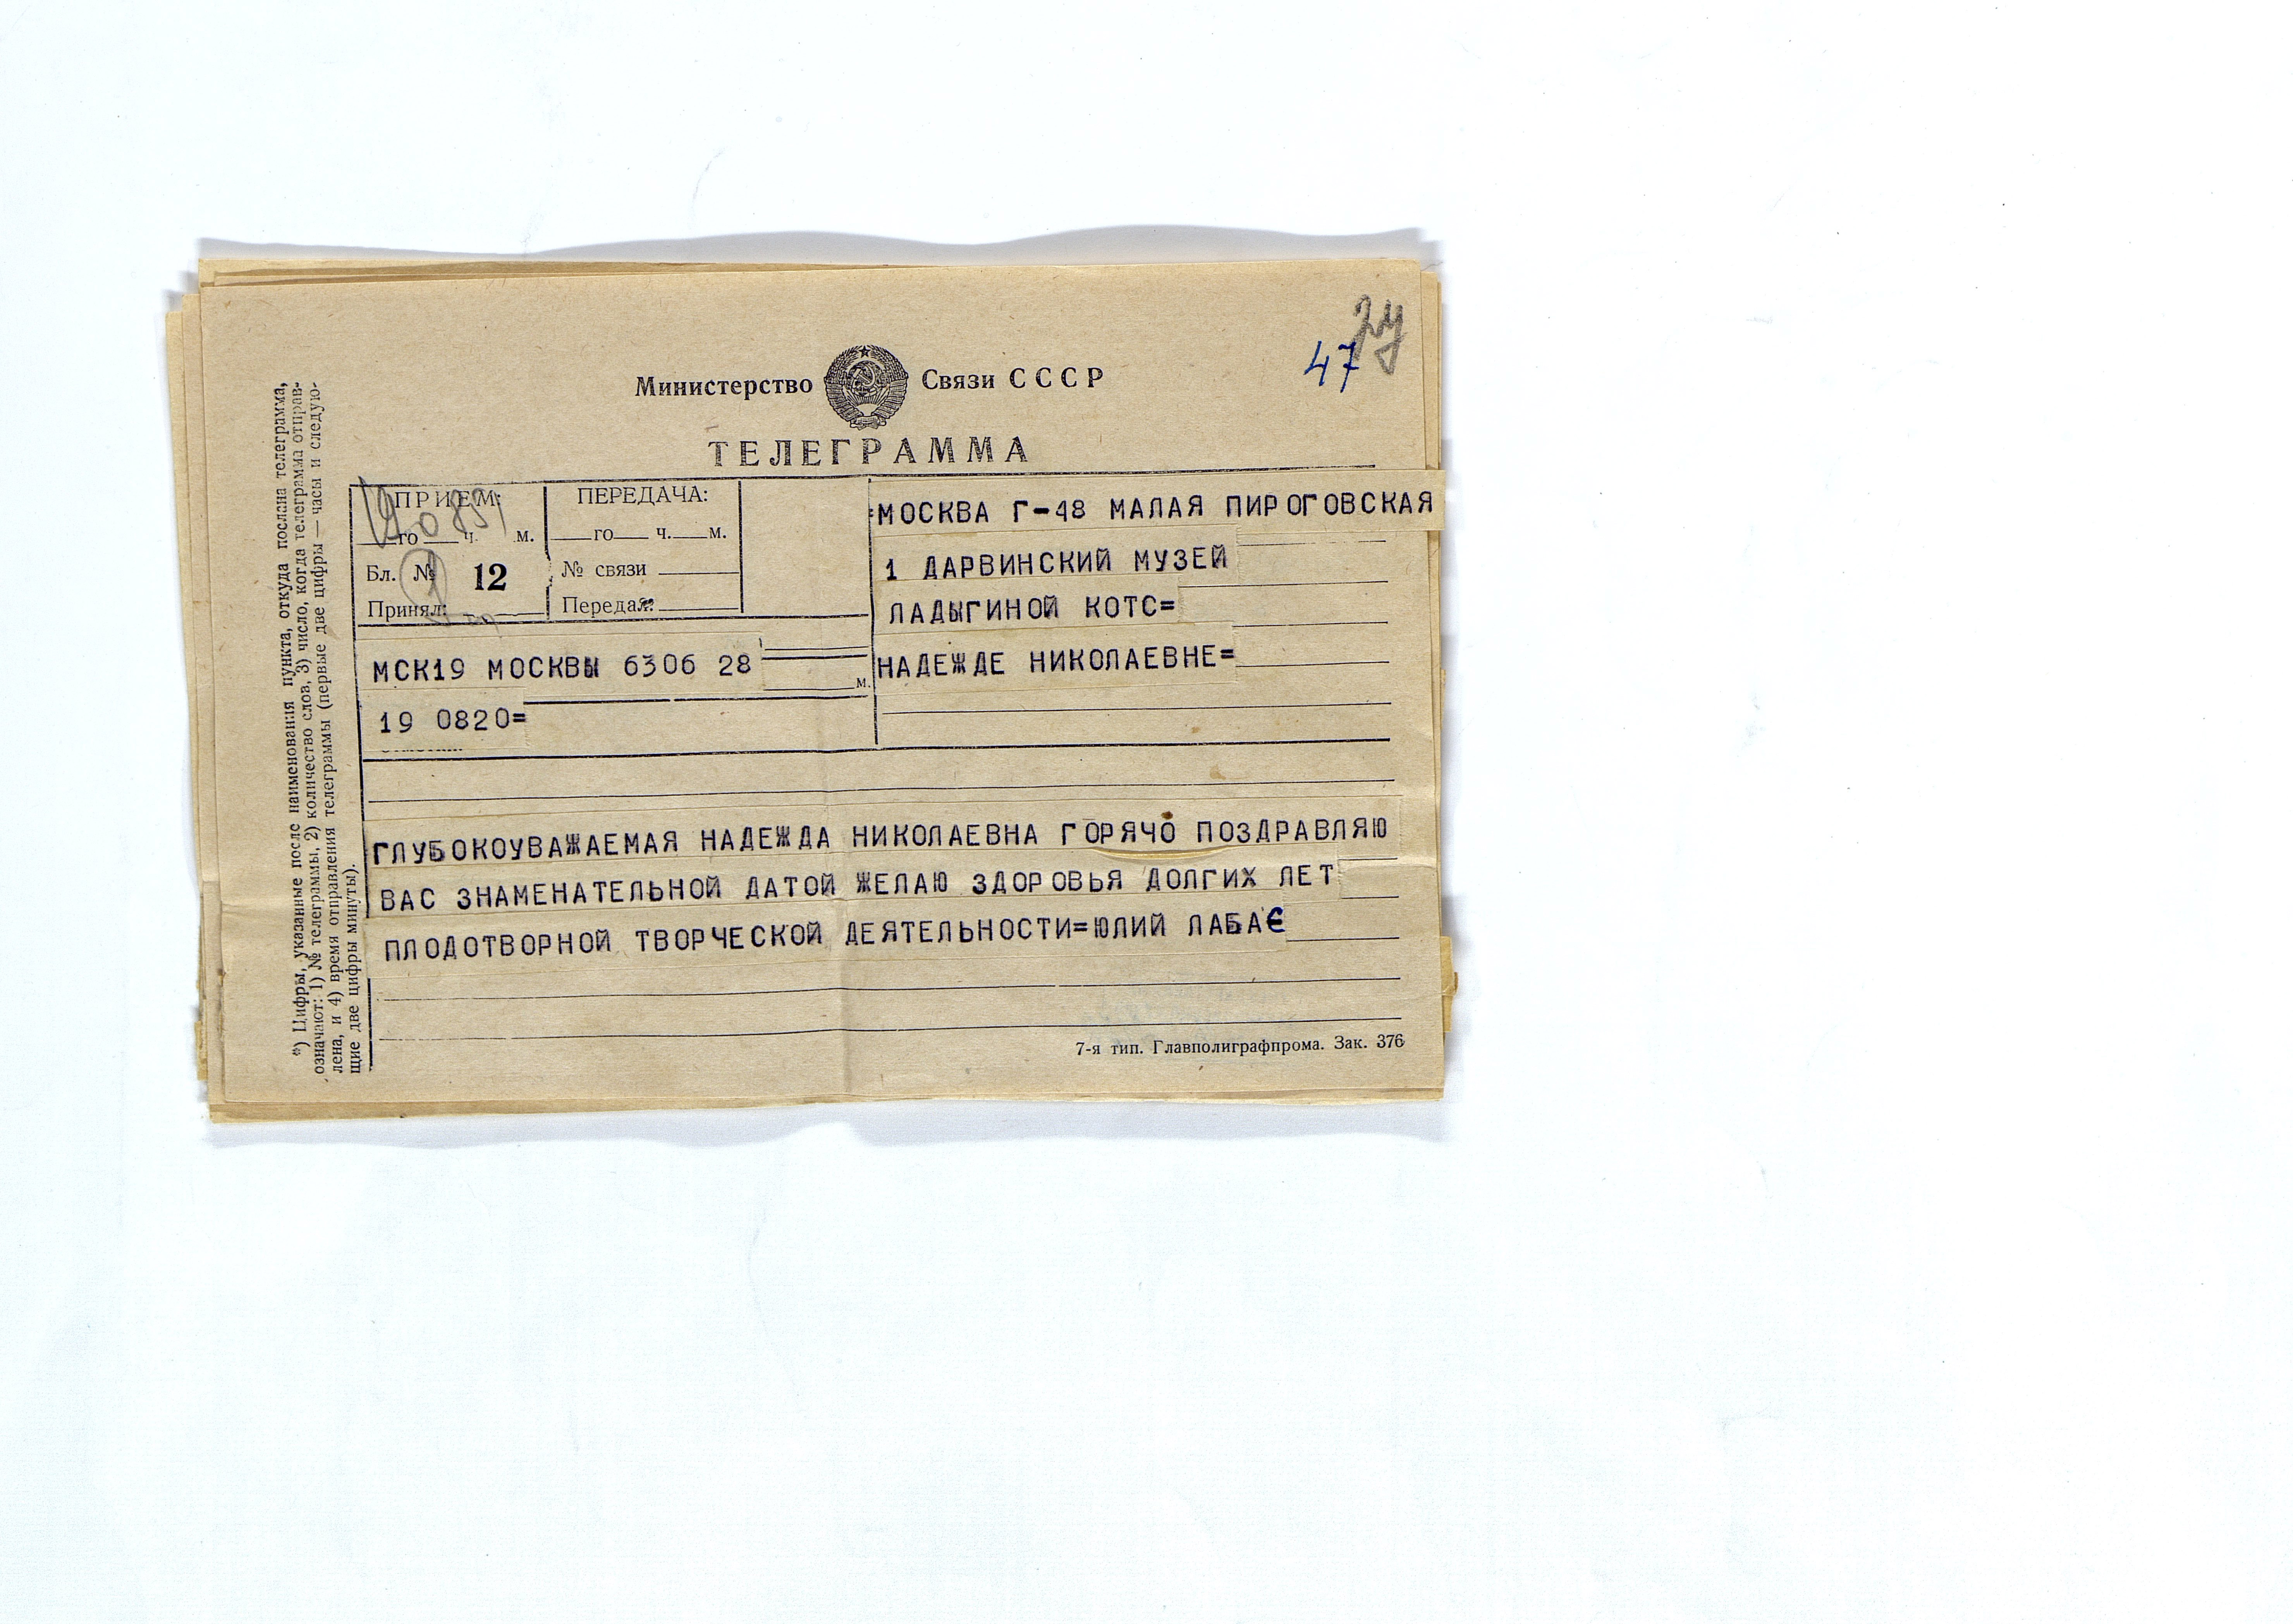 47
Министерство Связи СССР
ТЕЛЕГРАММА
ПРИЕМ:
го ч. м.
Бл. № 12
Принял:
ПЕРЕДАЧА:
го ч. м.
№ связи
Передал:
=МОСКВА Г-48 МАЛАЯ ПИРОГОВСКАЯ
1 ДАРВИНСКИЙ МУЗЕЙ
ЛАДЫГИНОЙ КОТС=
НАДЕЖДЕ НИКОЛАЕВНЕ=
МСК19 МОСКВЫ 6306 28
м.
19 0820=
ГЛУБОКОУВАЖАЕМАЯ НАДЕЖДА НИКОЛАЕВНА ГОРЯЧО ПОЗДРАВЛЯЮ
ВАС ЗНАМЕНАТЕЛЬНОЙ ДАТОЙ ЖЕЛАЮ ЗДОРОВЬЯ ДОЛГИХ ЛЕТ
ПЛОДОТВОРНОЙ ТВОРЧЕСКОЙ ДЕЯТЕЛЬНОСТИ=ЮЛИЙ
7-я тип. Главполиграфпрома. Зак. 376
*) Цифры, указанные после наименования пункта, откуда послана телеграмма,
означают: 1) № телеграммы, 2) количество слов, 3) число, когда телеграмма отправ-
лена, и 4) время отправления телеграммы (первые две цифры — часы и следую-
щие две цифры минуты).